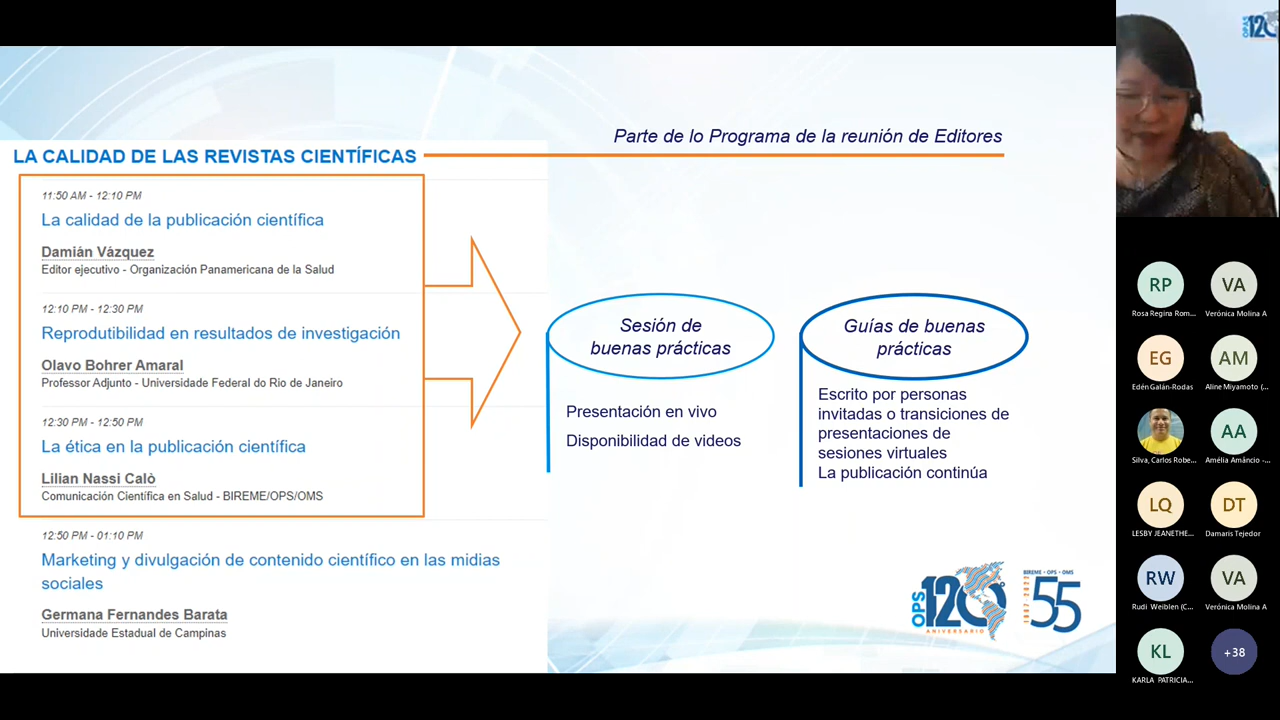 Parte de lo Programa de la reunión de Editores
LA CALIDAD DE LAS REVISTAS CIENTÍFICAS
11:50 AM - 12:10 PM
La calidad de la publicación científica
Damián Vázquez
Editor ejecutivo - Organización Panamericana de la Salud
12:10 PM - 12:30 PM
Reprodutibilidad en resultados de investigación
Olavo Bohrer Amaral
Professor Adjunto - Universidade Federal do Rio de Janeiro
12:30 PM - 12:50 PM
La ética en la publicación científica
Lilian Nassi Calò
Comunicación Científica en Salud - BIREME/OPS/OMS
12:50 PM - 01:10 PM
Marketing y divulgación de contenido científico en las midias
sociales
Germana Fernandes Barata
Universidade Estadual de Campinas
Sesión de
buenas prácticas
Presentación en vivo
Disponibilidad de videos
Guías de buenas
prácticas
Escrito por personas
invitadas o transiciones de
presentaciones de
sesiones virtuales
La publicación continúa
OPS
120
ANIVERSARIO
BIREME • OPS • OMS
1967 2022
55
OPS
120
RP
Rosa Regina Rom...
VA
Verónica Molina A
EG
Edén Galán-Rodas
AM
Aline Miyamoto (...
Silva, Carlos Robe...
AA
Amélia Amâncio -...
LQ
LESBY JEANETHE...
DT
Damaris Tejedor
RW
Rudi Weiblen (C...
VA
Verónica Molina A
KL
KARLA PATRICIA...
+38